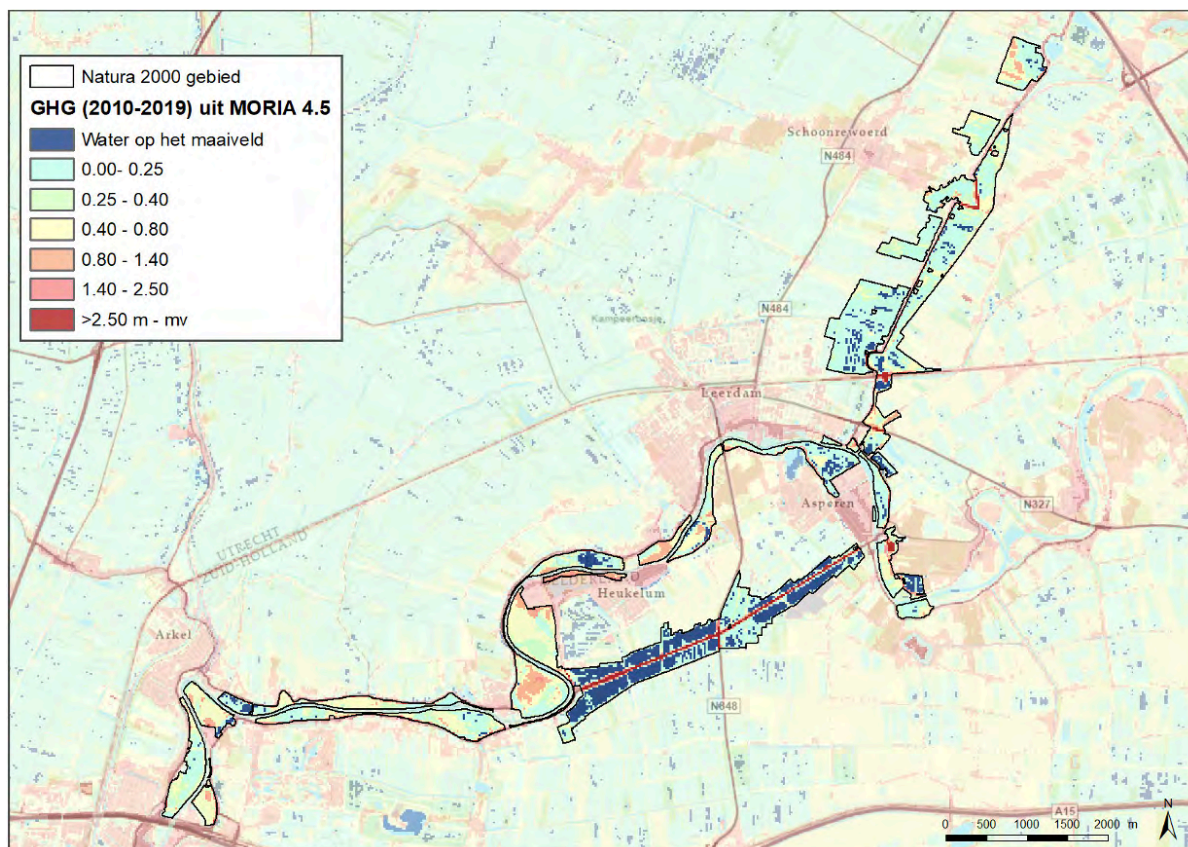 Natura 2000 gebied
GHG (2010-2019) uit MORIA 4.5
Water op het maaiveld
0.00- 0.25
0.25 - 0.40
0.40 - 0.80
0.80 - 1.40
1.40 - 2.50
>2.50 m - mv
Schoonrewoerd
N484
N484
Leerdam
Asperen
N327
UTRECHT
ZUID-HOLLAND
Heukelum
Arkel
N848
A15
N
0 500 1000 1500 2000 m